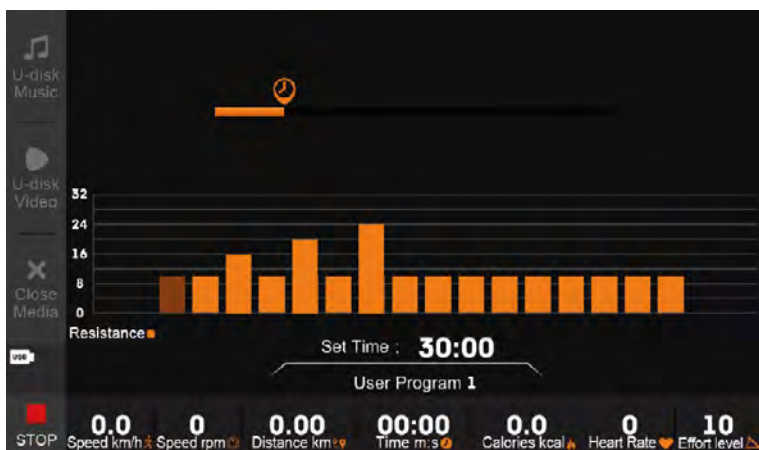 U-disk
Music
U-disk
Video
Close
Media
USB
STOP
32
24
16
8
0
Resistance
Set Time : 30:00
User Program 1
0.0 0 0.00 00:00 0.0 0 10
Speed km/h Speed rpm Distance km Time m:s Calories kcal Heart Rate Effort level